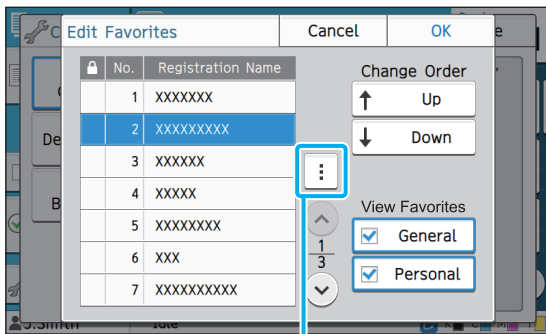 Edit Favorites
Cancel
OK
No. Registration Name
1 XXXXXXX
2 XXXXXXXXX
3 XXXXXX
4 XXXXX
5 XXXXXXXX
6 XXX
7 XXXXXXXXXX
1
3
Change Order
Up
Down
View Favorites
General
Personal
De
B
Idle